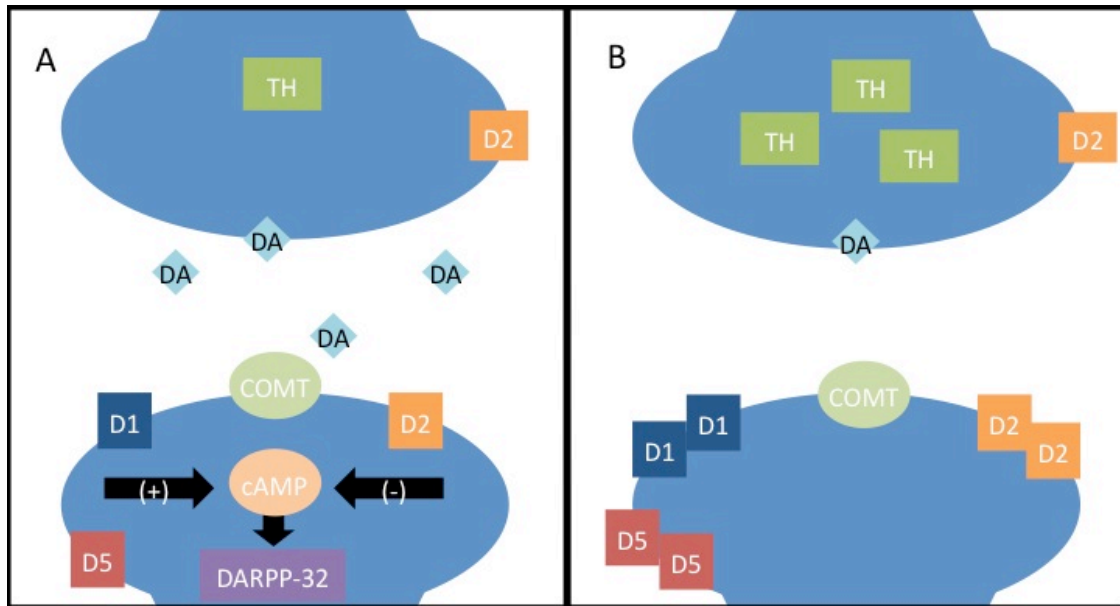 A
TH
D2
DA
DA
DA
DA
COMT
D1
D2
(+)
cAMP
(-)
D5
DARPP-32
B
TH
TH
TH
D2
DA
COMT
D1
D1
D2
D2
D5
D5